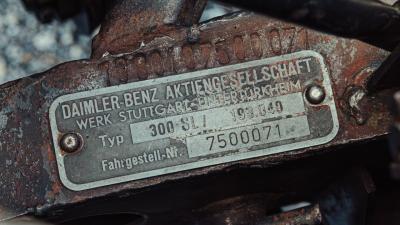 DAIMLER-BENZ AKTIENGESELLSCHAFT
WERK STUTTGART-UNTERTÜRKHEIM
Typ 300 SL / 198.040
Fahrgestell-Nr. 7500071